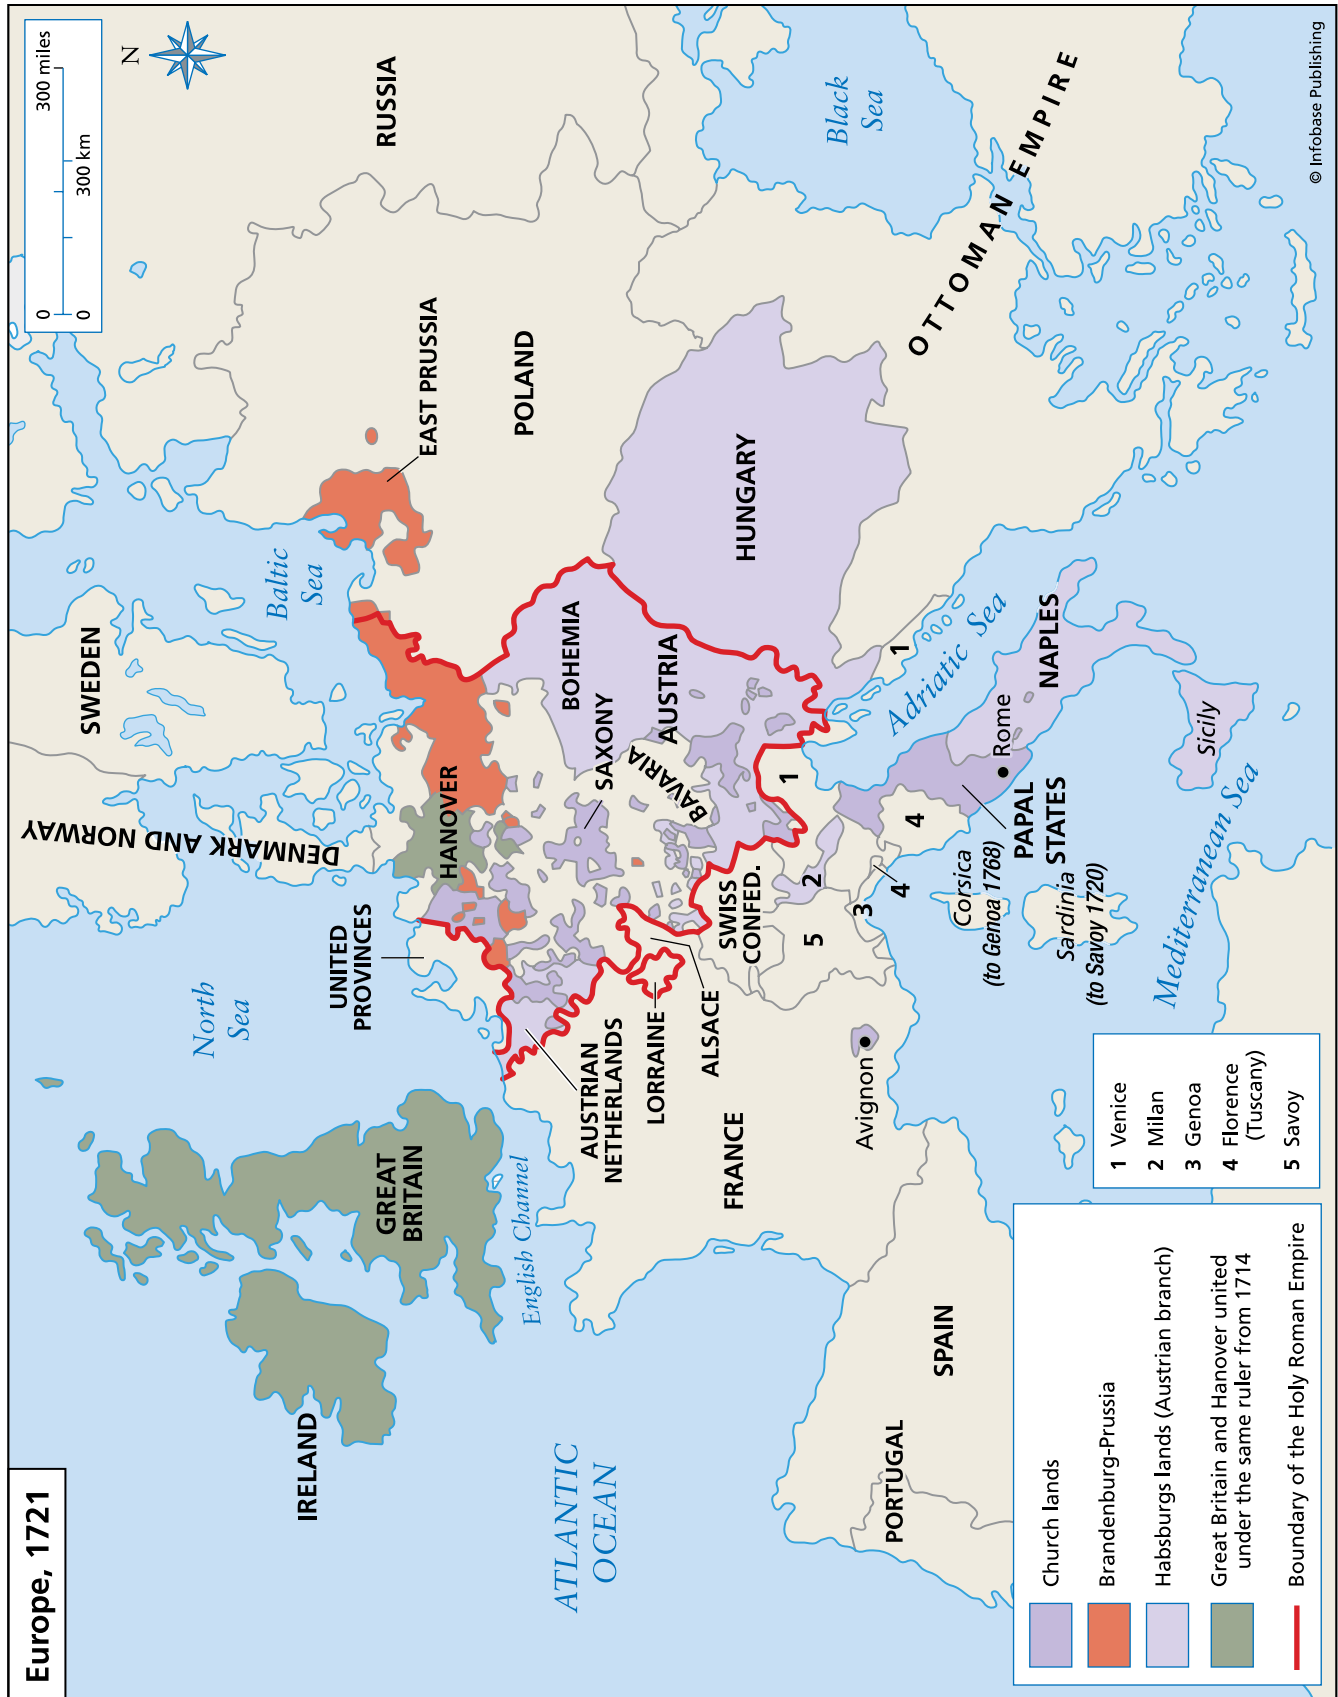 Europe, 1721
0 300 miles
0 300 km
N
IRELAND
GREAT
BRITAIN
North
Sea
DENMARK AND NORWAY
SWEDEN
Baltic
Sea
RUSSIA
UNITED
PROVINCES
HANOVER
EAST PRUSSIA
POLAND
ATLANTIC
OCEAN
English Channel
AUSTRIAN
NETHERLANDS
LORRAINE
ALSACE
SAXONY
BOHEMIA
BAVARIA
AUSTRIA
HUNGARY
FRANCE
SWISS
CONFED.
1
2
5
3
4
4
1
Black
Sea
OTTOMAN EMPIRE
Adriatic Sea
Avignon
PORTUGAL
SPAIN
Corsica
(to Genoa 1768)
Sardinia
(to Savoy 1720)
PAPAL
STATES
Rome
NAPLES
Sicily
Mediterranean Sea
Church lands
Brandenburg-Prussia
Habsburgs lands (Austrian branch)
Great Britain and Hanover united
under the same ruler from 1714
Boundary of the Holy Roman Empire
1 Venice
2 Milan
3 Genoa
4 Florence
(Tuscany)
5 Savoy
© Infobase Publishing